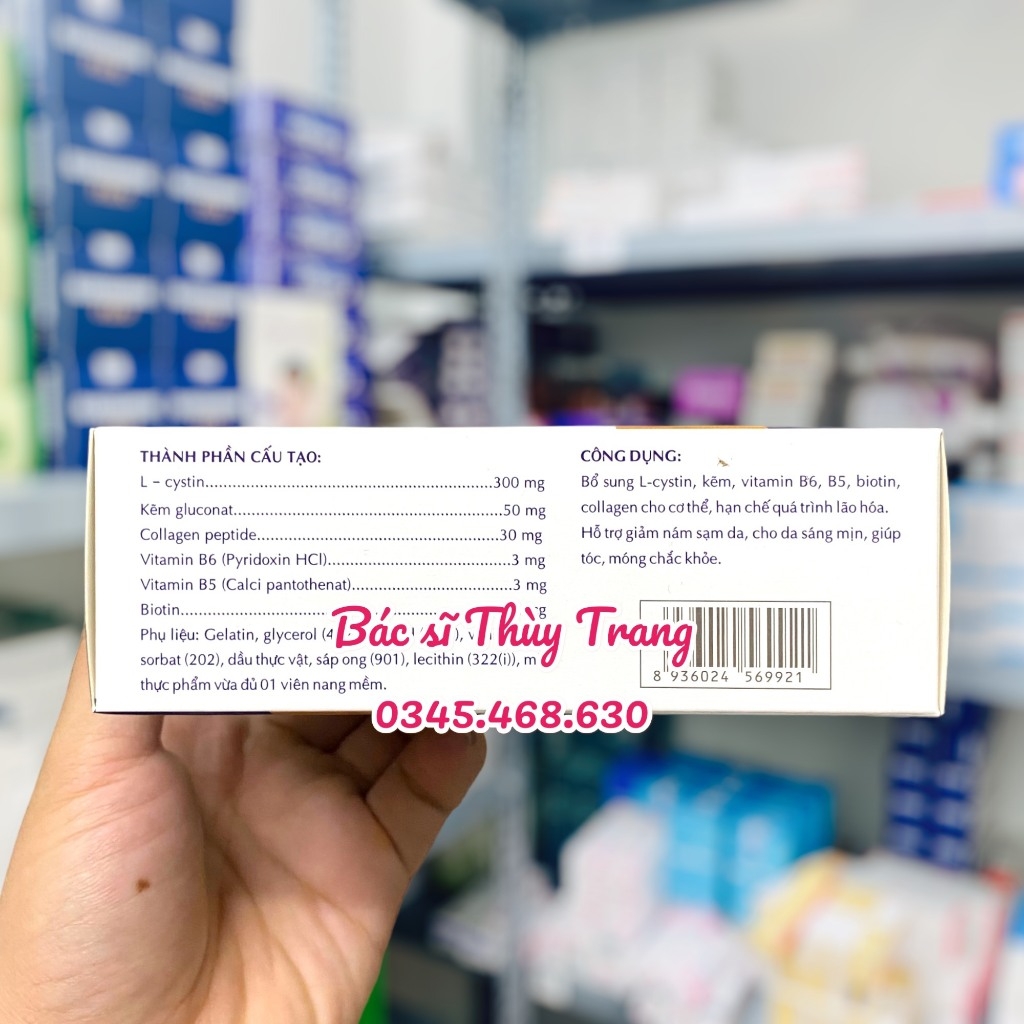 THÀNH PHẦN CẤU TẠO:
L – cystin................................................300 mg
Kẽm gluconat.............................................50 mg
Collagen peptide.........................................30 mg
Vitamin B6 (Pyridoxin HCl)...............................3 mg
Vitamin B5 (Calci pantothenat)...........................3 mg
Biotin
Phụ liệu: Gelatin, glycerol
sorbat (202), dầu thực vật, sáp ong (901), lecithin (322(i)),
thực phẩm vừa đủ 01 viên nang mềm.
CÔNG DỤNG:
Bổ sung L-cystin, kẽm, vitamin B6, B5, biotin,
collagen cho cơ thể, hạn chế quá trình lão hóa.
Hỗ trợ giảm nám sạm da, cho da sáng mịn, giúp
tóc, móng chắc khỏe.
8 936024 569921
Bác sĩ Thùy Trang
0345.468.630